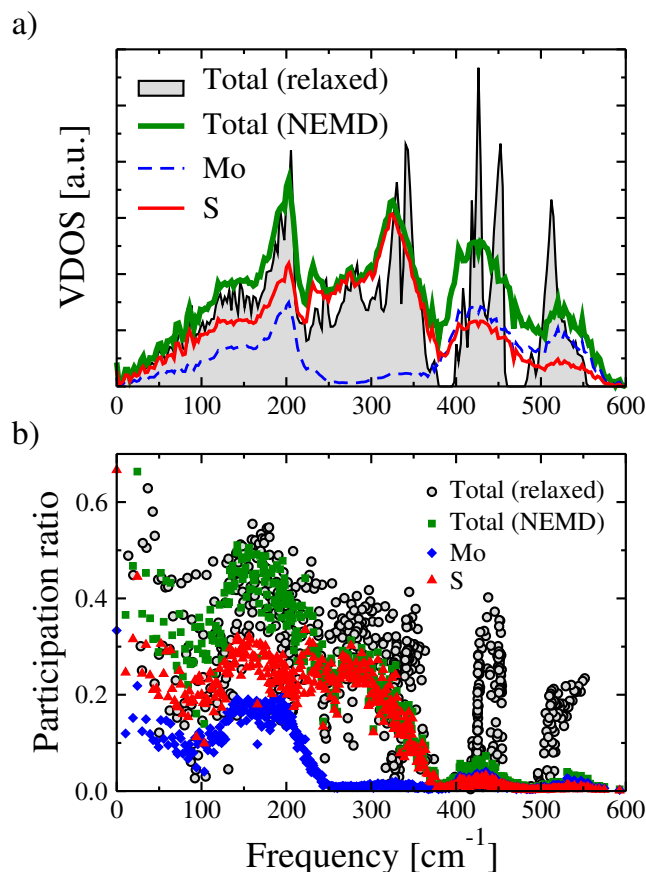 a)
Total (relaxed)
Total (NEMD)
Mo
S
VDOS [a.u.]
0 100 200 300 400 500 600
b)
Total (relaxed)
Total (NEMD)
Mo
S
Participation ratio
0.6
0.4
0.2
0.0
0 100 200 300 400 500 600
Frequency [cm-1]